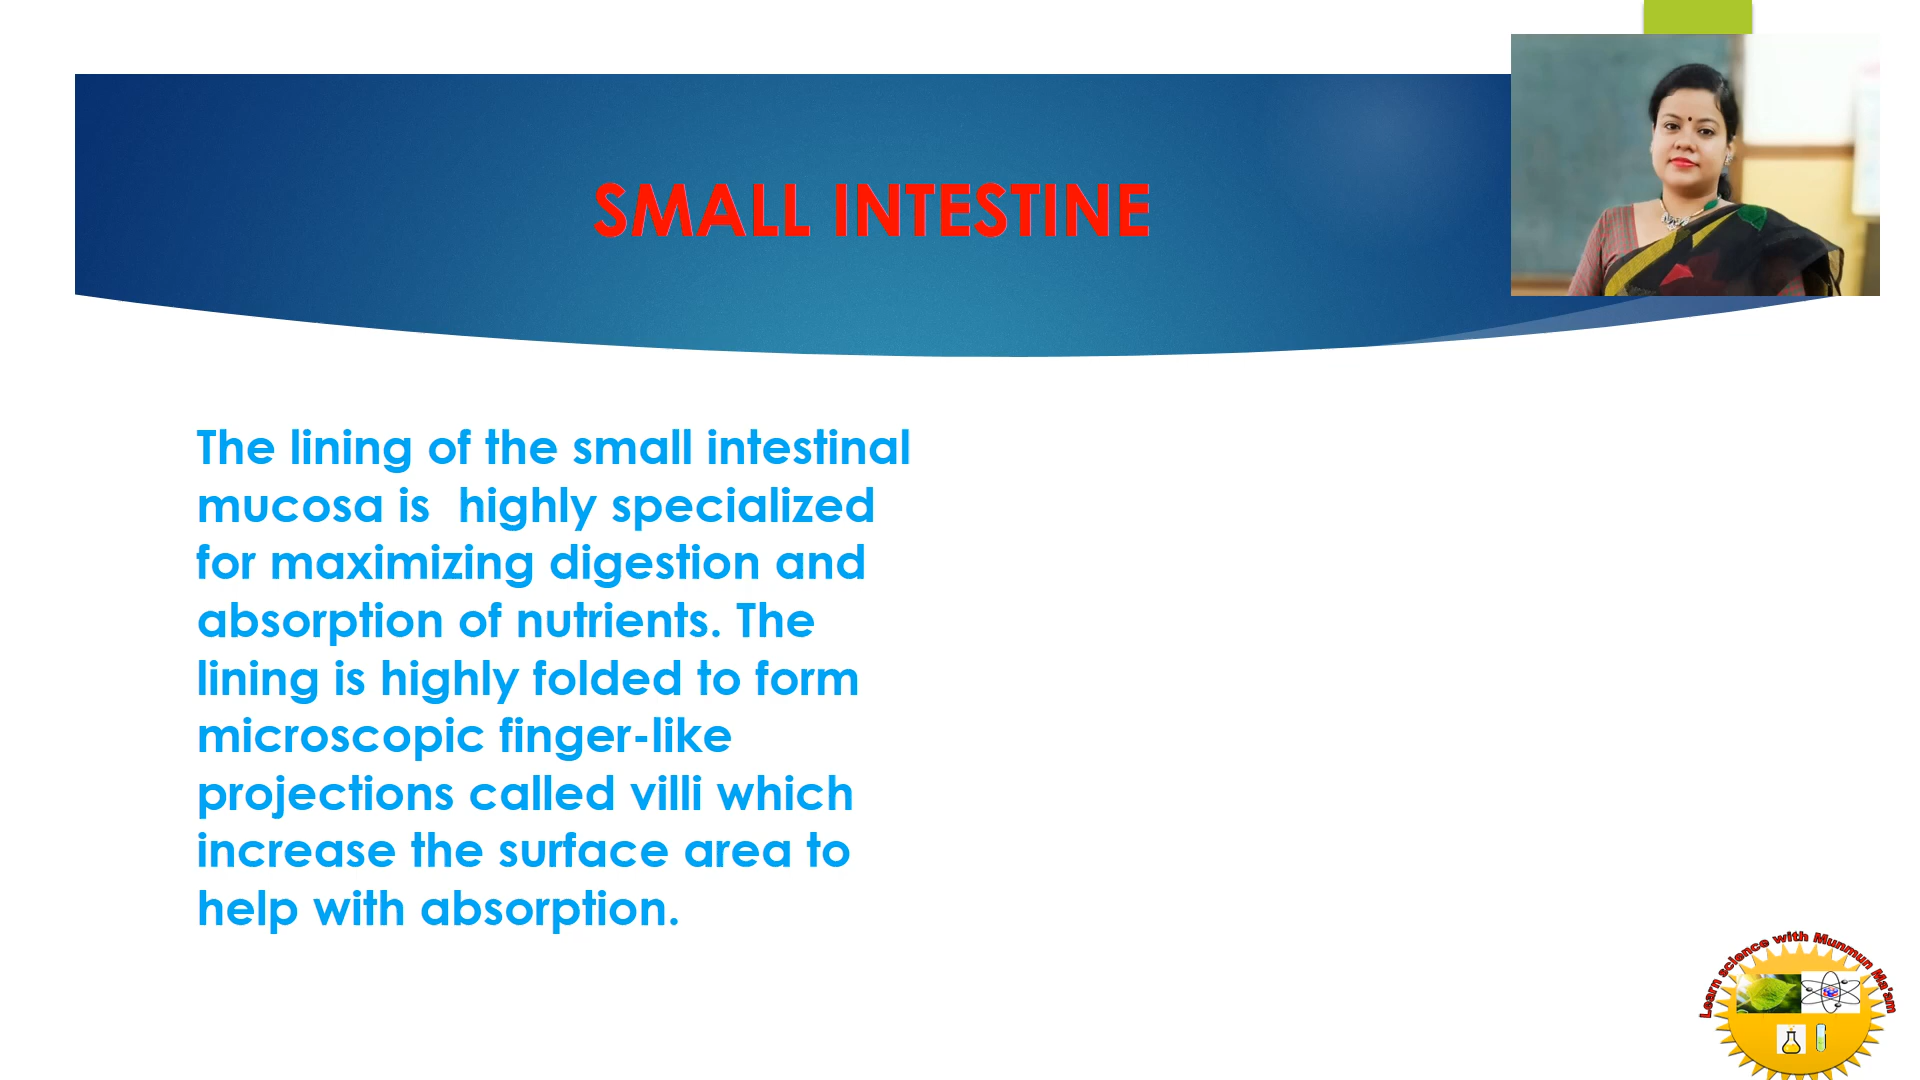 SMALL INTESTINE
The lining of the small intestinal
mucosa is  highly specialized
for maximizing digestion and
absorption of nutrients. The
lining is highly folded to form
microscopic finger-like
projections called villi which
increase the surface area to
help with absorption.
Learn science with Munmun Ma'am